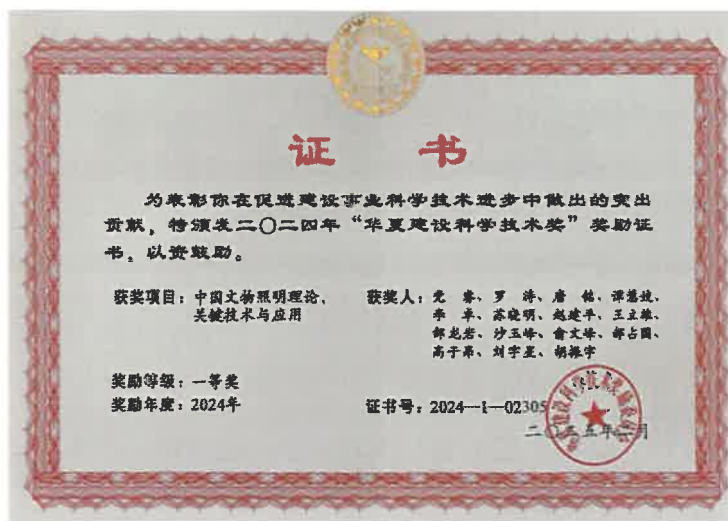 证 书
为表彰你在促进建设事业科学技术进步中做出的突出
贡献，特颁发二〇二四年“华夏建设科学技术奖”奖励证
书，以资鼓励。
获奖项目：中国文物照明理论、
关键技术与应用
获奖人：党 睿、罗 涛、唐 铭、谭慧姣、
李 卓、苏晓明、赵建平、王立雄、
郝龙岩、沙玉峰、俞文峰、郝占国、
高于昂、刘宇星、胡振宇
奖励等级：一等奖
奖励年度：2024年
证书号：2024—1—02305
二〇二五年 月